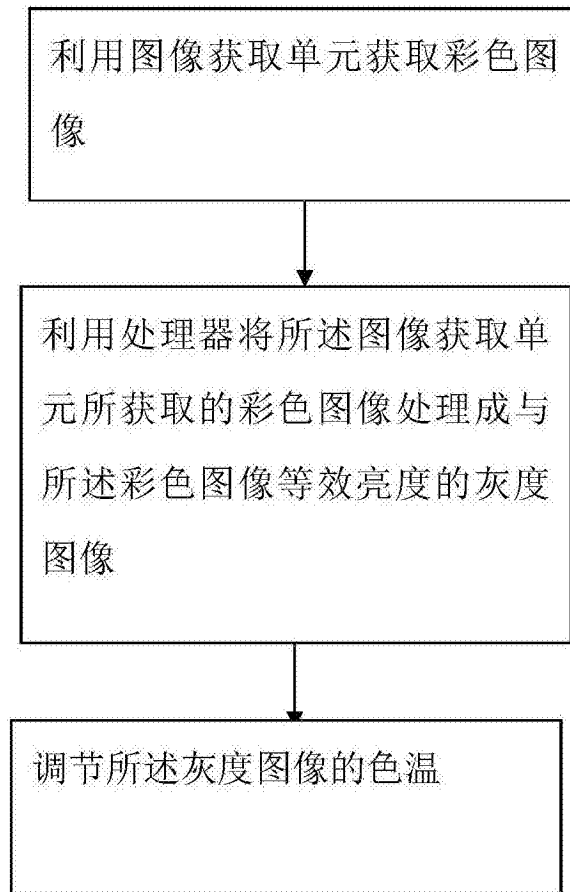 利用图像获取单元获取彩色图
像
利用处理器将所述图像获取单
元所获取的彩色图像处理成与
所述彩色图像等效亮度的灰度
图像
调节所述灰度图像的色温